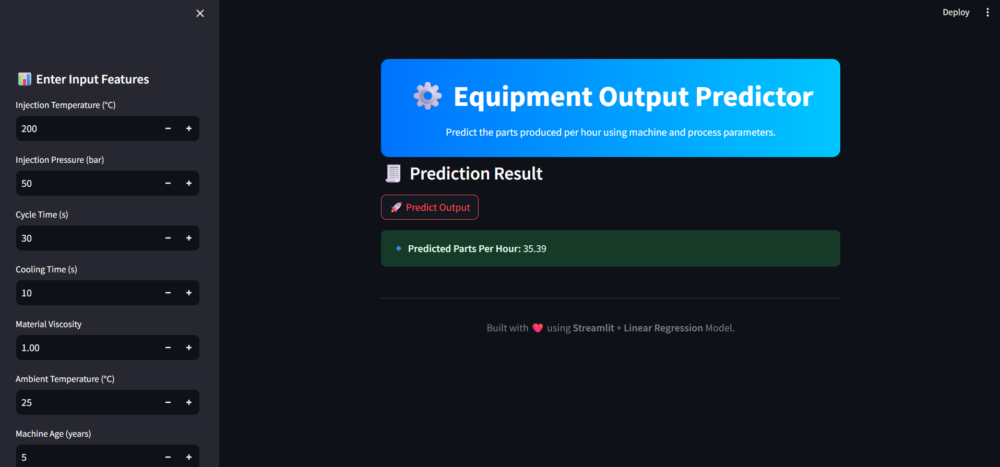 Deploy
📊 Enter Input Features
Injection Temperature (°C)
200
Injection Pressure (bar)
50
Cycle Time (s)
30
Cooling Time (s)
10
Material Viscosity
1.00
Ambient Temperature (°C)
25
Machine Age (years)
5
⚙️ Equipment Output Predictor
Predict the parts produced per hour using machine and process parameters.
🧾 Prediction Result
🚀 Predict Output
🔹 Predicted Parts Per Hour: 35.39
Built with ❤️ using Streamlit + Linear Regression Model.